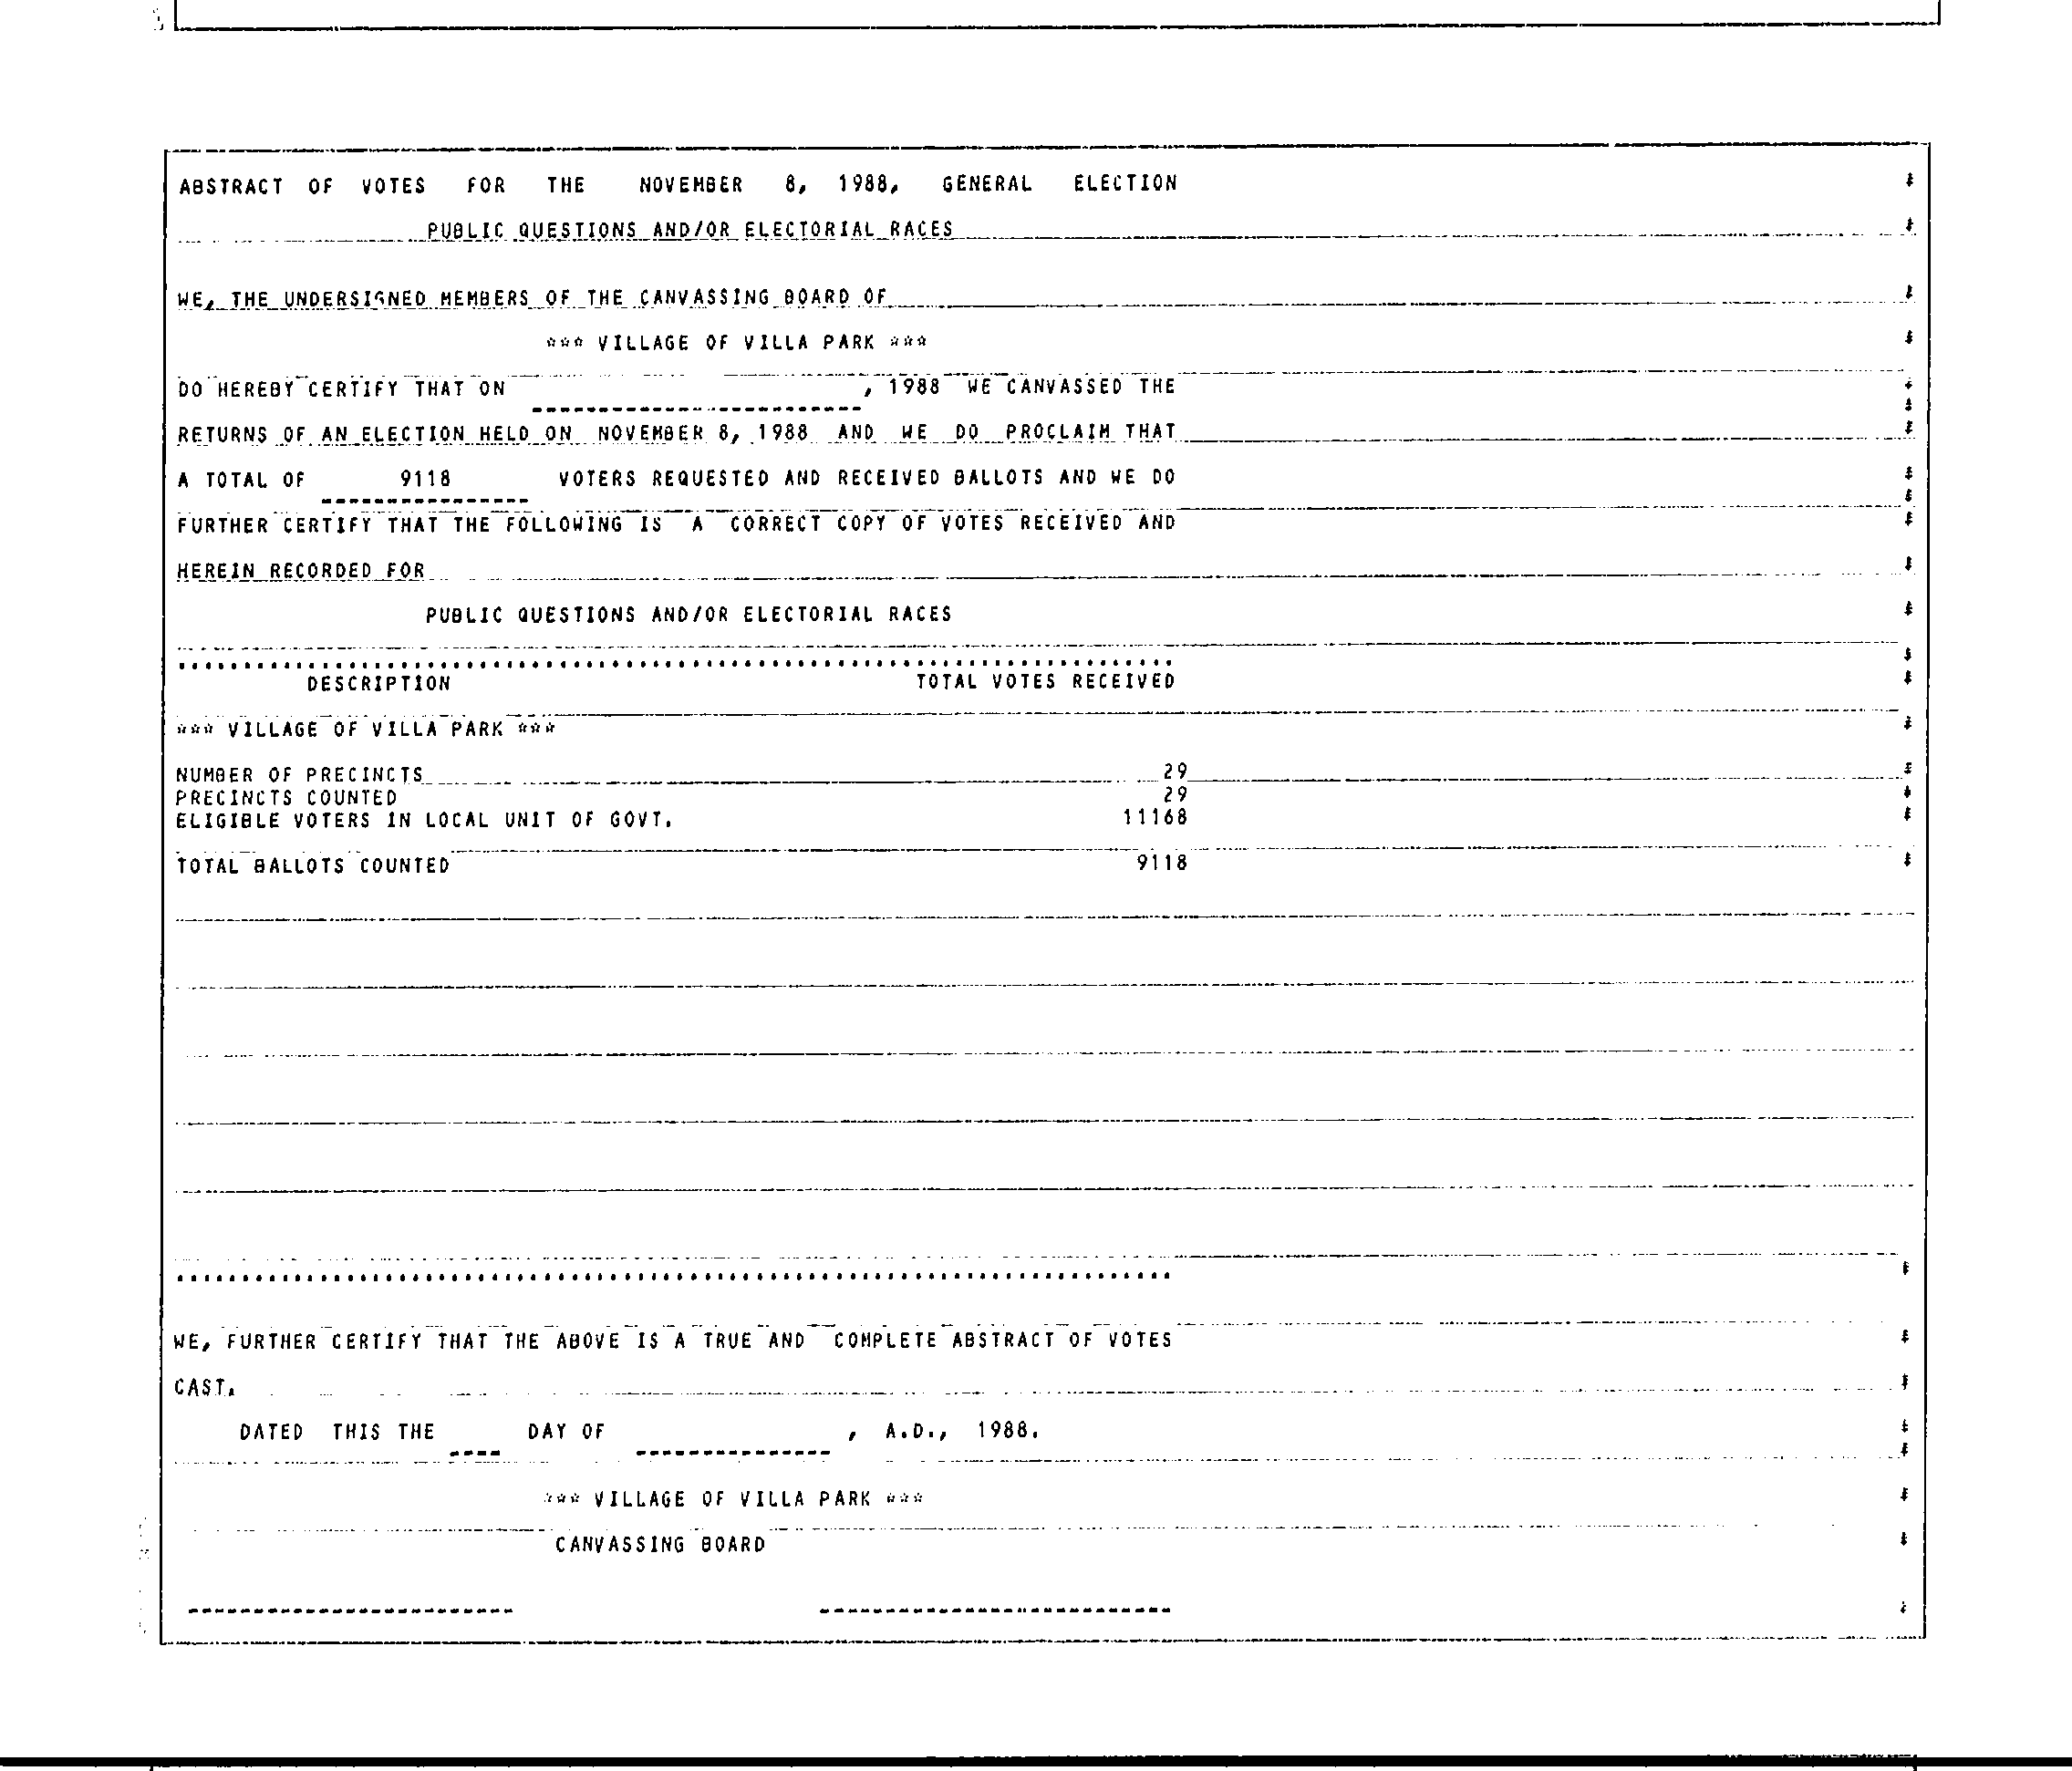 ABSTRACT OF VOTES FOR THE NOVEMBER 8, 1988, GENERAL ELECTION
PUBLIC QUESTIONS AND/OR ELECTORIAL RACES
WE, THE UNDERSIGNED MEMBERS OF THE CANVASSING BOARD OF
*** VILLAGE OF VILLA PARK ***
DO HEREBY CERTIFY THAT ON , 1988 WE CANVASSED THE
RETURNS OF AN ELECTION HELD ON NOVEMBER 8, 1988 AND WE DO PROCLAIM THAT
A TOTAL OF 9118 VOTERS REQUESTED AND RECEIVED BALLOTS AND WE DO
FURTHER CERTIFY THAT THE FOLLOWING IS A CORRECT COPY OF VOTES RECEIVED AND
HEREIN RECORDED FOR
PUBLIC QUESTIONS AND/OR ELECTORIAL RACES
DESCRIPTION TOTAL VOTES RECEIVED
*** VILLAGE OF VILLA PARK ***
NUMBER OF PRECINCTS 29
PRECINCTS COUNTED 29
ELIGIBLE VOTERS IN LOCAL UNIT OF GOVT. 11168
TOTAL BALLOTS COUNTED 9118
WE, FURTHER CERTIFY THAT THE ABOVE IS A TRUE AND COMPLETE ABSTRACT OF VOTES
CAST.
DATED THIS THE ---- DAY OF --------------- , A.D., 1988.
*** VILLAGE OF VILLA PARK ***
CANVASSING BOARD